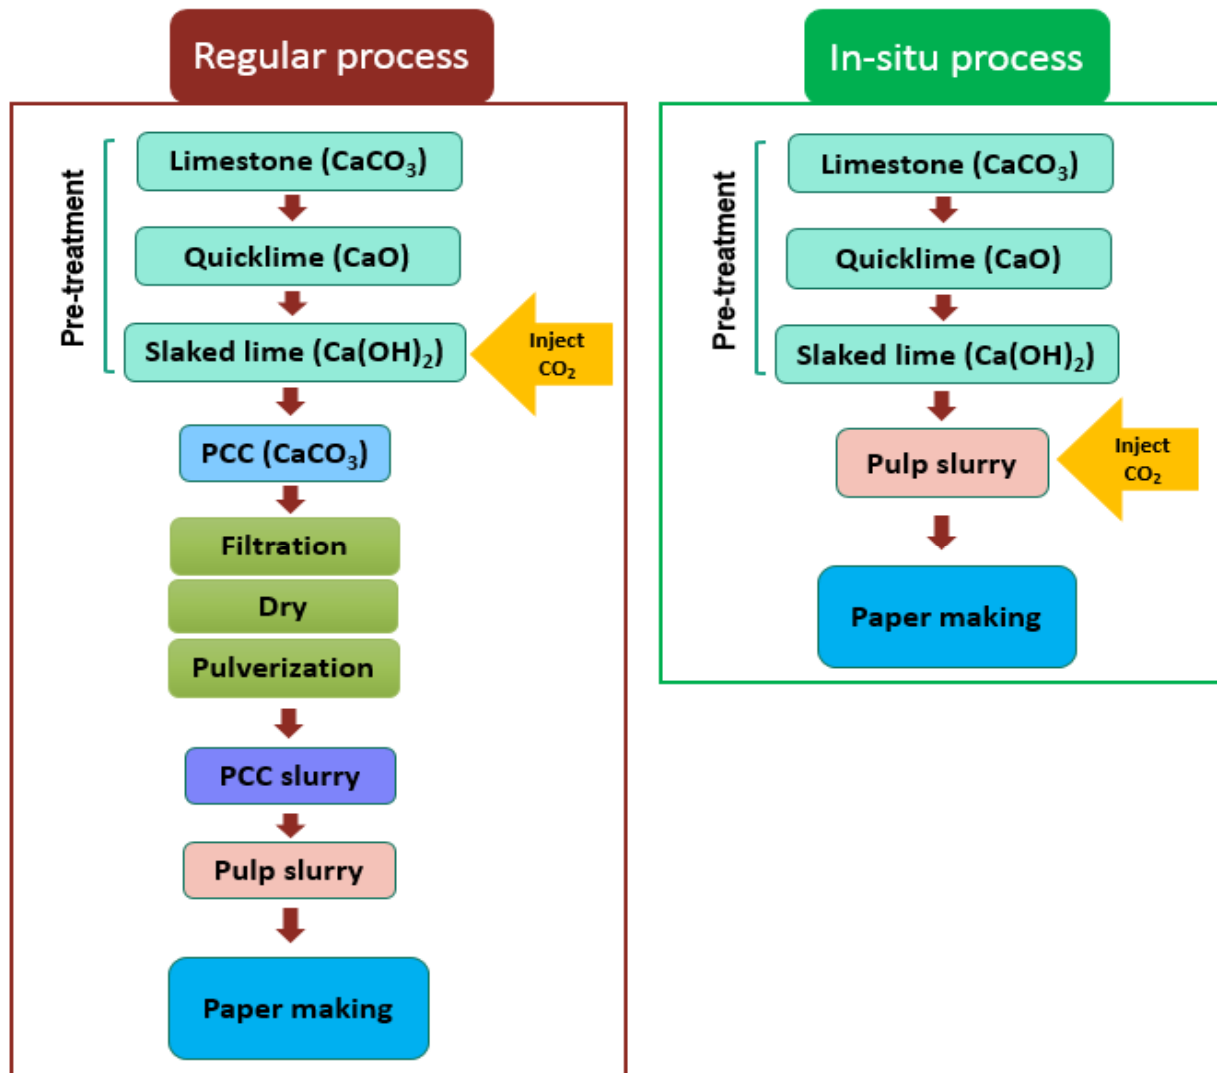 Regular process
Pre-treatment
Limestone (CaCO₃)
Quicklime (CaO)
Slaked lime (Ca(OH)₂)
Inject
CO₂
PCC (CaCO₃)
Filtration
Dry
Pulverization
PCC slurry
Pulp slurry
Paper making
In-situ process
Pre-treatment
Limestone (CaCO₃)
Quicklime (CaO)
Slaked lime (Ca(OH)₂)
Pulp slurry
Inject
CO₂
Paper making